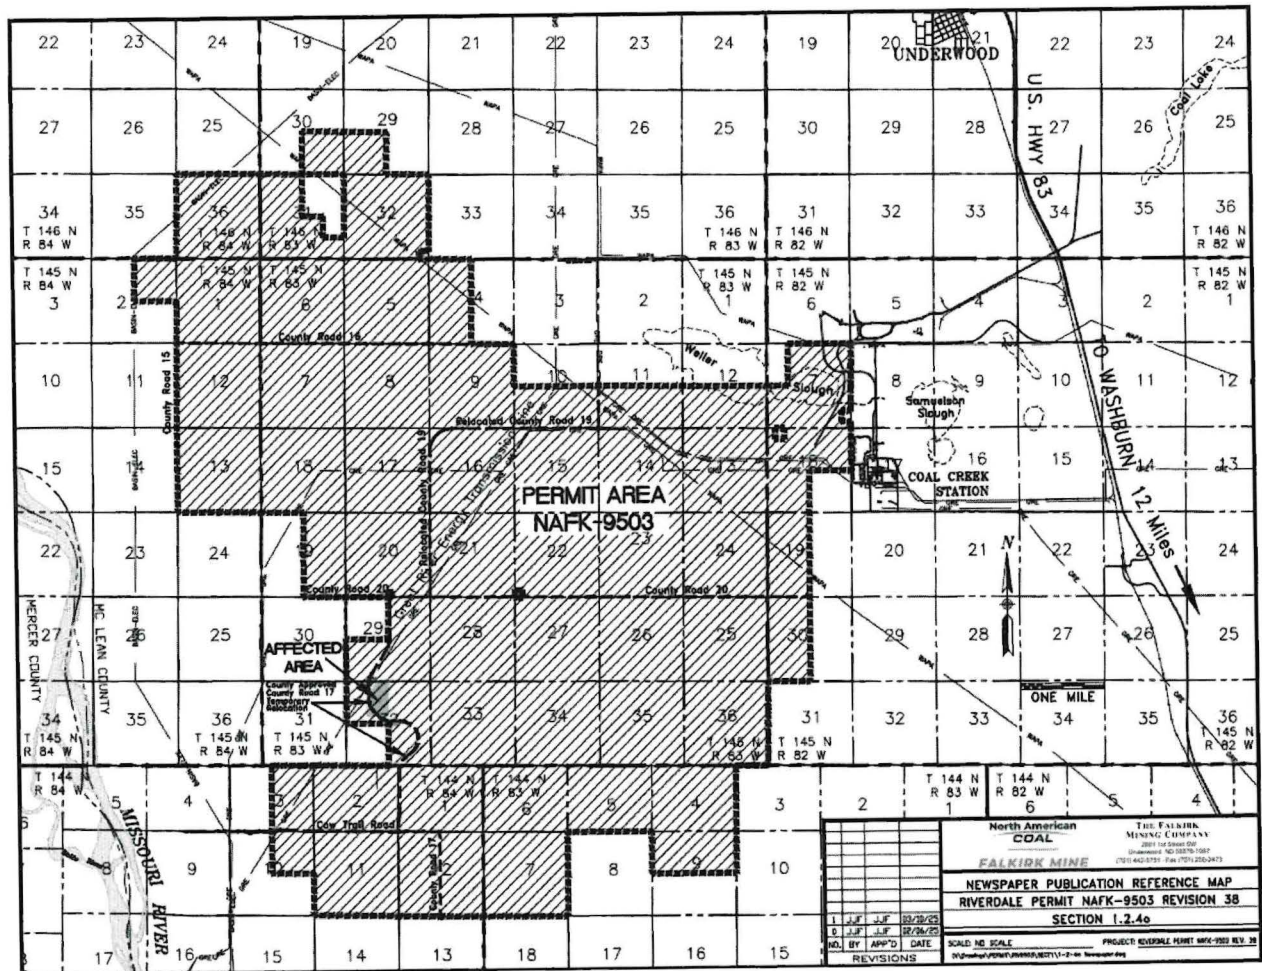 22 23 24 19 20 21 22 23 24 19 20 21 22 23 24
UNDERWOOD
Coal Lake
27 26 25 30 29 28 27 26 25 30 29 28 27 26 25
U.S. HWY 83
34 35 36 31 32 33 34 35 36 31 32 33 34 35 36
T 146 N T 146 N T 146 N T 146 N T 146 N T 146 N
R 84 W R 84 W R 83 W R 83 W R 82 W R 82 W
T 145 N T 145 N T 145 N T 145 N T 145 N T 145 N
R 84 W R 84 W R 83 W R 83 W R 82 W R 82 W
3 2 1 6 5 4 3 2 1 6 5 4 3 2 1
County Road 16
Weller
Slough
10 11 12 7 8 9 10 11 12 8 9 10 11 12
County Road 15
Samuelson
Slough
TO WASHBURN 12 Miles
Relocated County Road 19
Relocated County Road 19
15 14 13 18 17 16 15 14 13 18 16 15 14 13
COAL CREEK
STATION
Great River Energy Transmission Line
PERMIT AREA
NAFK-9503
22 23 24 19 20 21 22 23 24 19 20 21 22 23 24
N
County Road 20
County Road 20
MERCER COUNTY
MC LEAN COUNTY
27 26 25 30 29 28 27 26 25 30 29 28 27 26 25
AFFECTED
AREA
County Approved
County Road 17
Temporary
Relocation
ONE MILE
34 35 36 31 33 34 35 36 31 32 33 34 35 36
T 145 N T 145 N T 145 N T 145 N T 145 N T 145 N
R 84 W R 84 W R 83 W R 83 W R 82 W R 82 W
T 144 N T 144 N T 144 N T 144 N T 144 N
R 84 W R 84 W R 83 W R 83 W R 82 W
5 4 3 2 1 6 5 4 3 2 1 6 5 4
Cow Trail Road
County Road 17
MISSOURI RIVER
8 9 10 11 12 7 8 9 10
17 16 15 14 13 18 17 16 15
North American
COAL
FALKIRK MINE
THE FALKIRK
MINING COMPANY
2801 1st Street SW
NEWSPAPER PUBLICATION REFERENCE MAP
RIVERDALE PERMIT NAFK-9503 REVISION 38
SECTION 1.2.4a
1 JJF JJF
0 JJF JJF
NO. BY APP'D DATE
REVISIONS
SCALE: NO SCALE
PROJECT: RIVERDALE PERMIT NAFK-9503 REV. 38